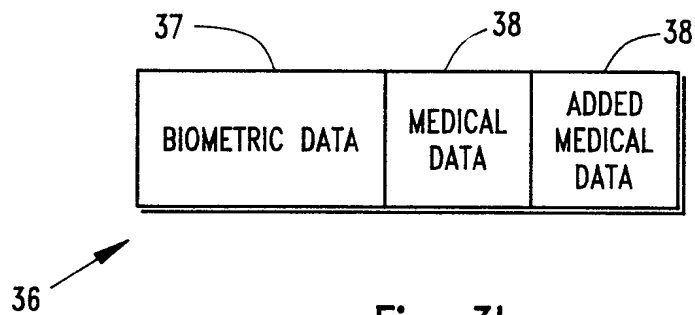 37 38 38
BIOMETRIC DATA
MEDICAL
DATA
ADDED
MEDICAL
DATA
36